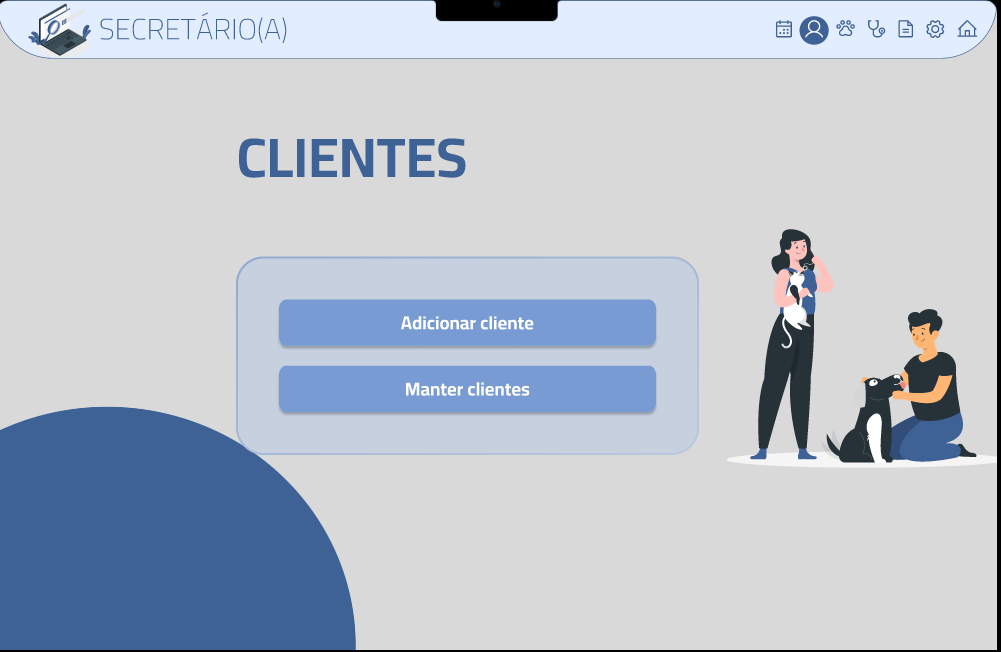 SECRETÁRIO(A)
CLIENTES
Adicionar cliente
Manter clientes